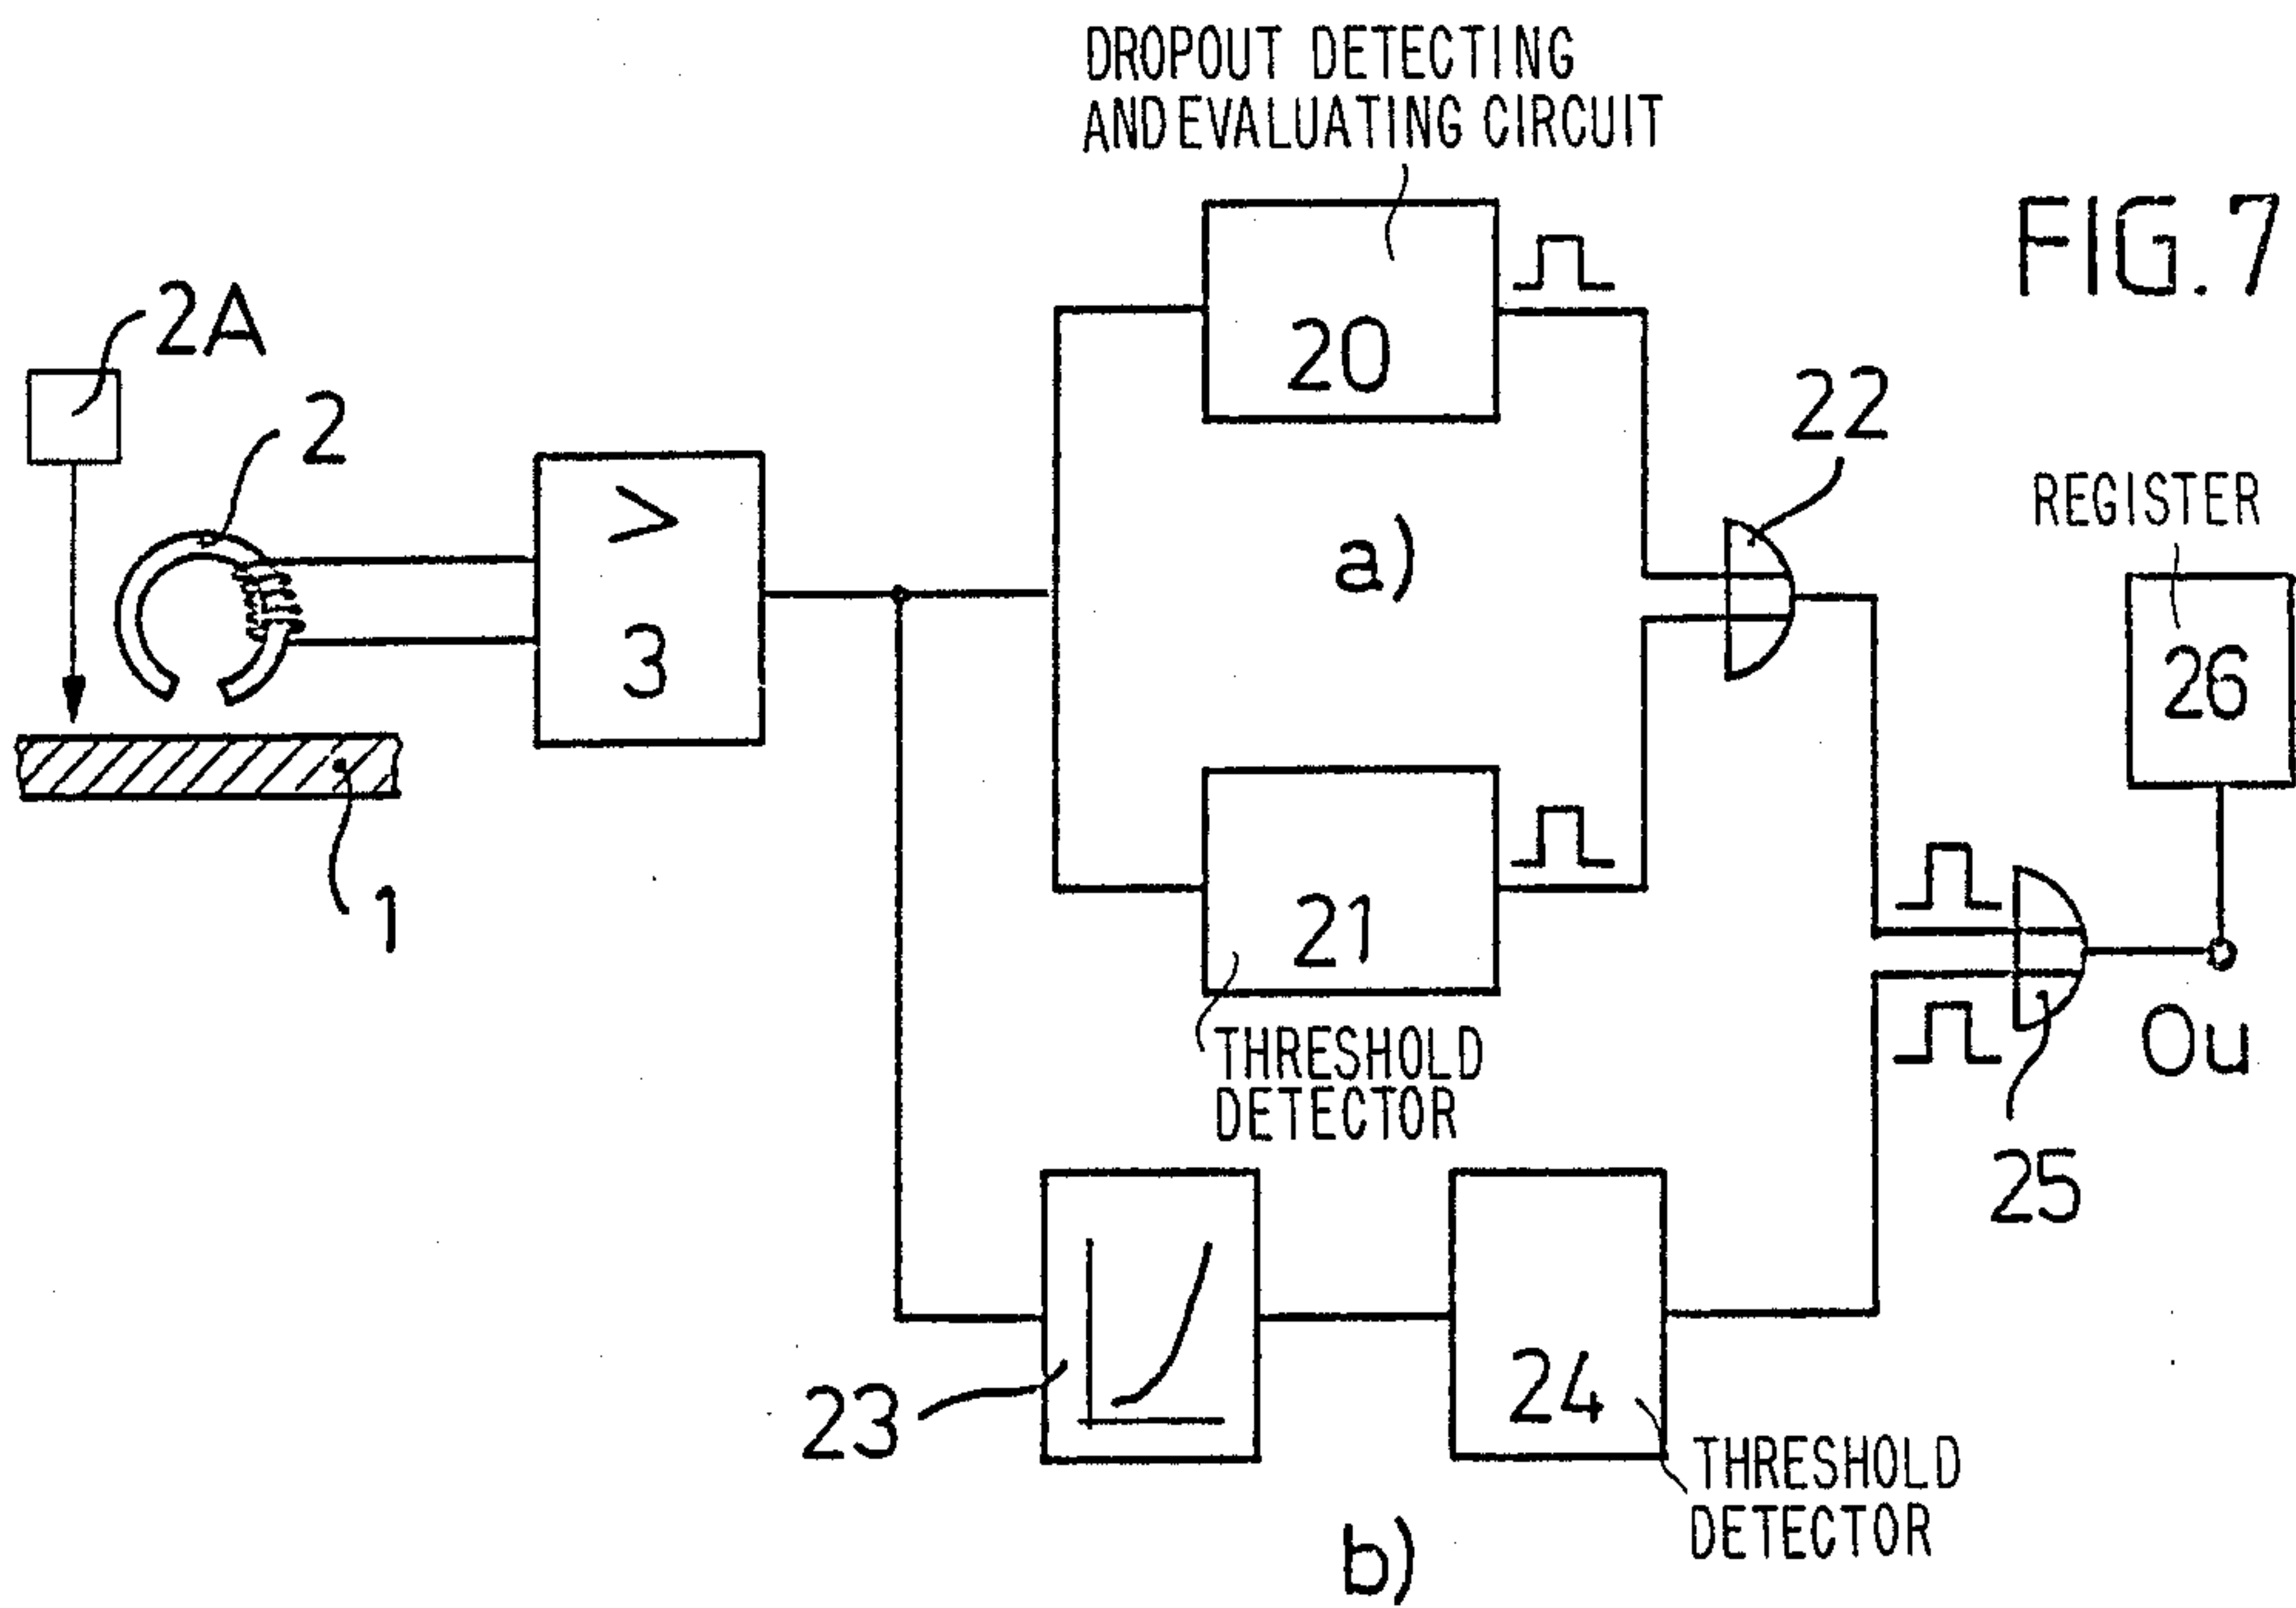 DROPOUT DETECTING
AND EVALUATING CIRCUIT
FIG. 7
2A
2
20
22
REGISTER
>
3
a)
26
1
21
THRESHOLD
DETECTOR
Ou
25
23
24
THRESHOLD
DETECTOR
b)